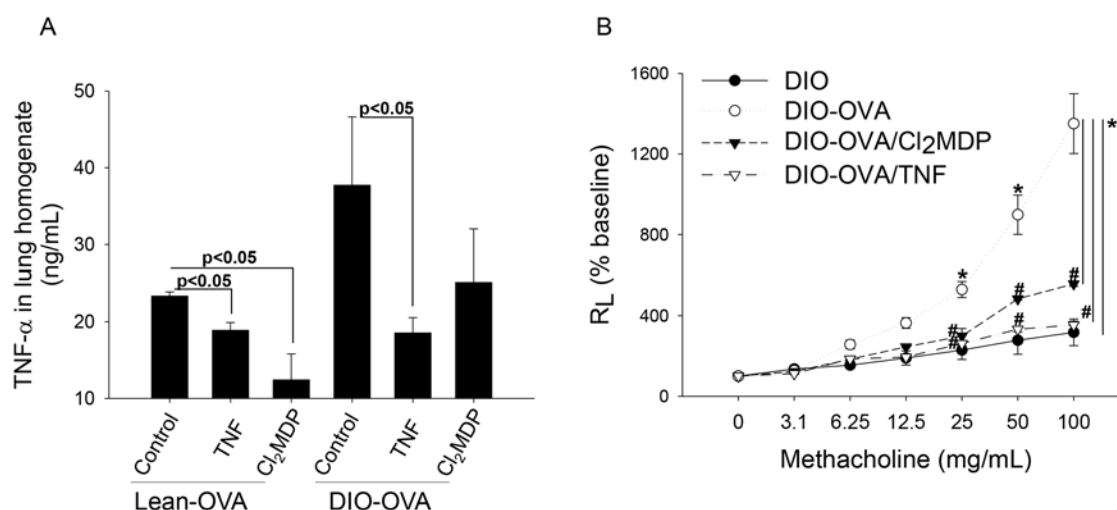 A
TNF-α in lung homogenate
(ng/mL)
50
40
30
20
10
p<0.05
p<0.05
p<0.05
Control
TNF
Cl₂MDP
Control
TNF
Cl₂MDP
Lean-OVA
DIO-OVA
B
RL (% baseline)
1600
1200
800
400
0
DIO
DIO-OVA
DIO-OVA/Cl₂MDP
DIO-OVA/TNF
*
*
*
#
#
#
#
#
#
0 3.1 6.25 12.5 25 50 100
Methacholine (mg/mL)